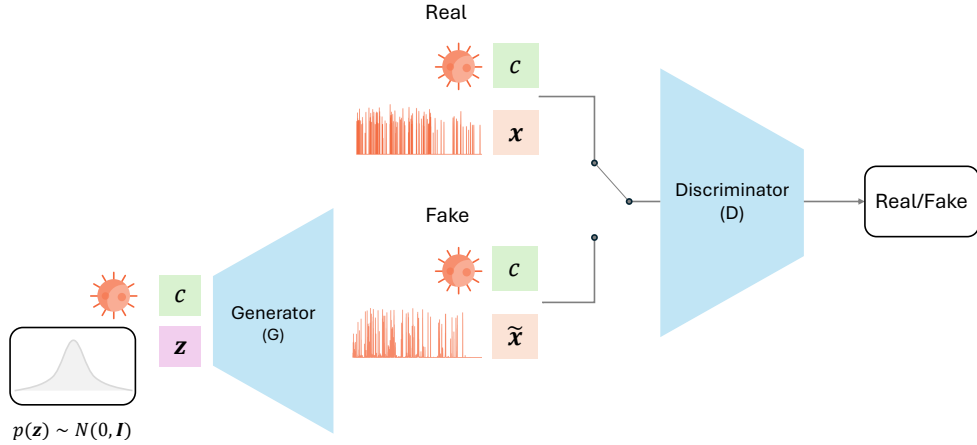 Real
c
x
Discriminator
(D)
Real/Fake
Fake
c
x̃
c
z
Generator
(G)
p(z) ~ N(0, I)